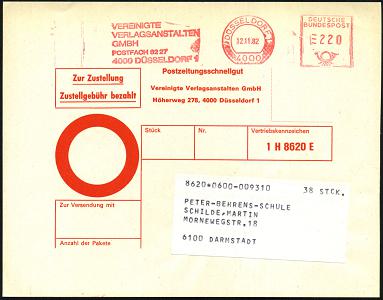 VEREINIGTE
VERLAGSANSTALTEN
GMBH
POSTFACH 82 27
4000 DÜSSELDORF 1
DÜSSELDORF
12.11.82
4000
DEUTSCHE
BUNDESPOST
220
Zur Zustellung
Zustellgebühr bezahlt
Postzeitungsschnellgut
Vereinigte Verlagsanstalten GmbH
Höherweg 278, 4000 Düsseldorf 1
Stück
Nr.
Vertriebskennzeichen
1 H 8620 E
8620*0600-009310 38 STCK.
PETER-BEHRENS-SCHULE
SCHILDE,MARTIN
MORNEWEGSTR.18
6100 DARMSTADT
Zur Versendung mit
Anzahl der Pakete